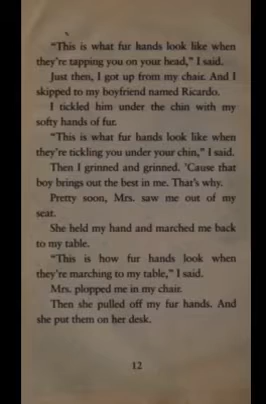 "This is what fur hands look like when
they're tapping you on your head," I said.
Just then, I got up from my chair. And I
skipped to my boyfriend named Ricardo.
I tickled him under the chin with my
softy hands of fur.
"This is what fur hands look like when
they're tickling you under your chin," I said.
Then I grinned and grinned. 'Cause that
boy brings out the best in me. That's why.
Pretty soon, Mrs. saw me out of my
seat.
She held my hand and marched me back
to my table.
"This is how fur hands look when
they're marching to my table," I said.
Mrs. plopped me in my chair.
Then she pulled off my fur hands. And
she put them on her desk.
12